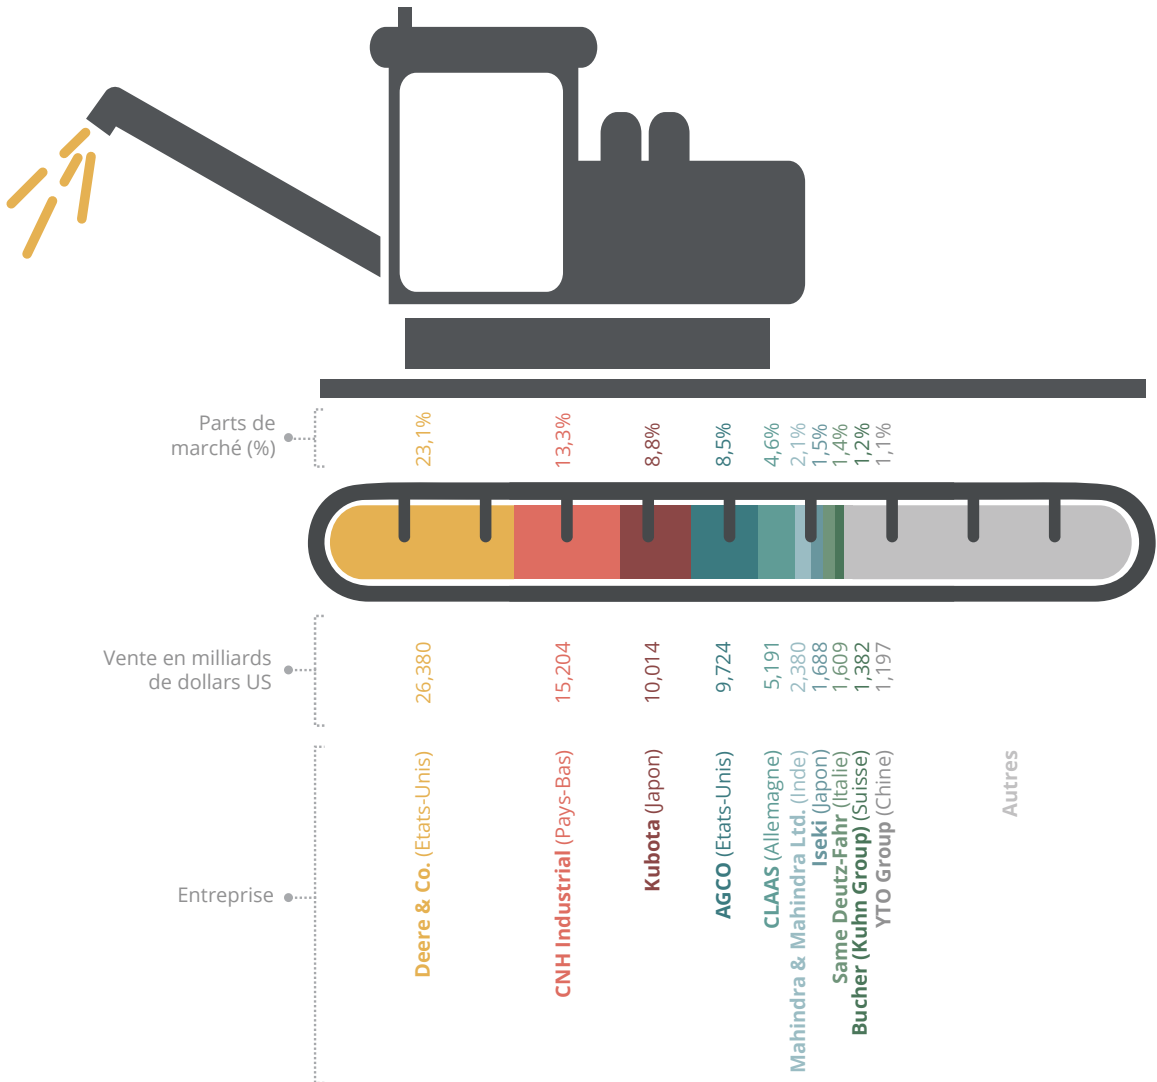 Parts de
marché (%)
23,1%
13,3%
8,8%
8,5%
4,6%
2,1%
1,5%
1,4%
1,2%
1,1%
Vente en milliards
de dollars US
26,380
15,204
10,014
9,724
5,191
2,380
1,688
1,609
1,382
1,197
Entreprise
Deere & Co. (Etats-Unis)
CNH Industrial (Pays-Bas)
Kubota (Japon)
AGCO (Etats-Unis)
CLAAS (Allemagne)
Mahindra & Mahindra Ltd. (Inde)
Iseki (Japon)
Same Deutz-Fahr (Italie)
Bucher (Kuhn Group) (Suisse)
YTO Group (Chine)
Autres